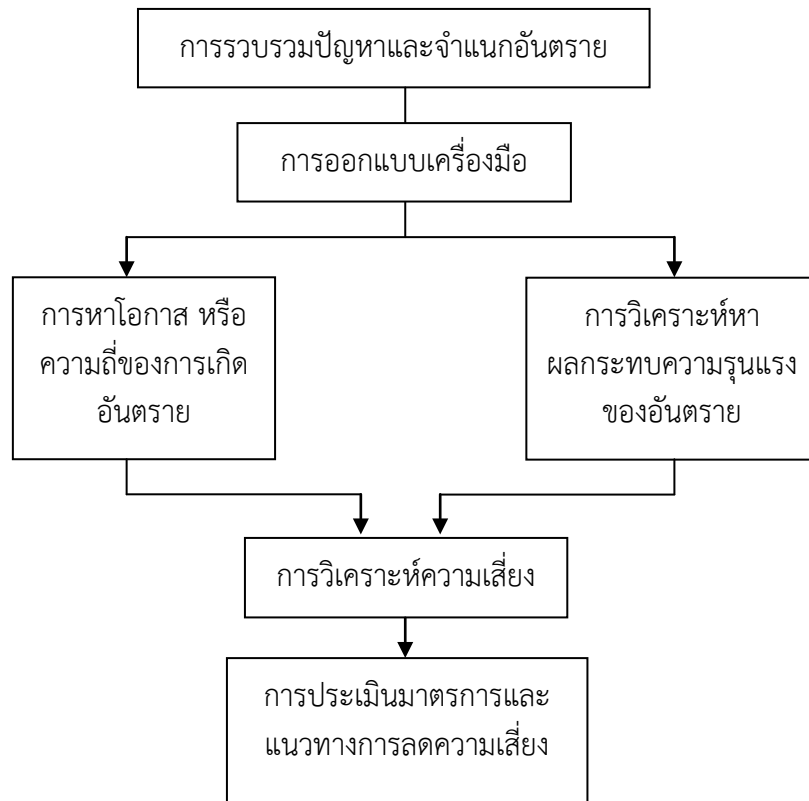 การรวบรวมปัญหาและจำแนกอันตราย
การออกแบบเครื่องมือ
การหาโอกาส หรือ
ความถี่ของการเกิด
อันตราย
การวิเคราะห์หา
ผลกระทบความรุนแรง
ของอันตราย
การวิเคราะห์ความเสี่ยง
การประเมินมาตรการและ
แนวทางการลดความเสี่ยง